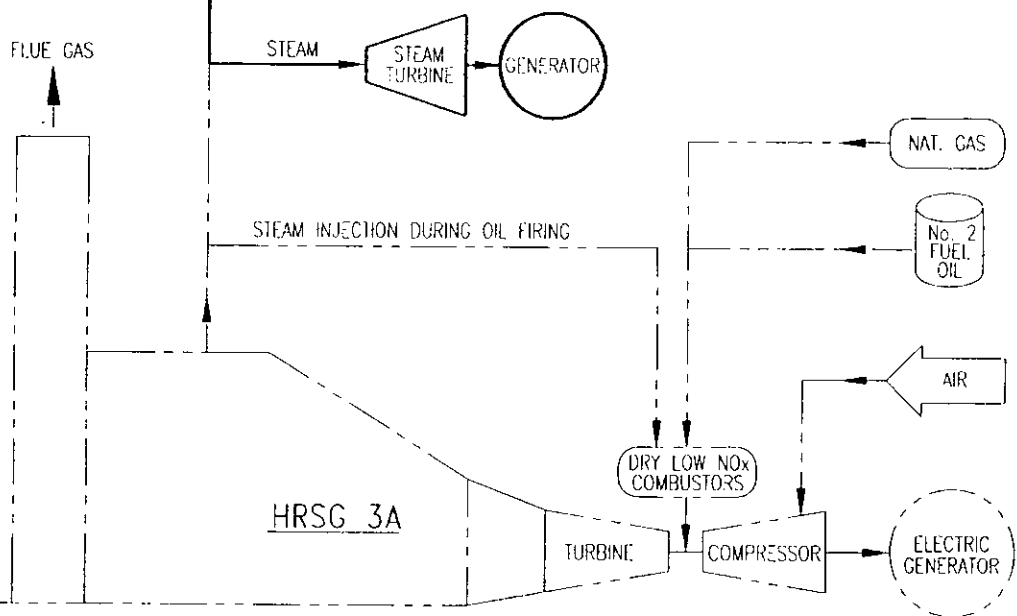 FLUE GAS
STEAM
STEAM
TURBINE
GENERATOR
NAT. GAS
STEAM INJECTION DURING OIL FIRING
No. 2
FUEL
OIL
AIR
DRY LOW NOx
COMBUSTORS
HRSG 3A
TURBINE
COMPRESSOR
ELECTRIC
GENERATOR